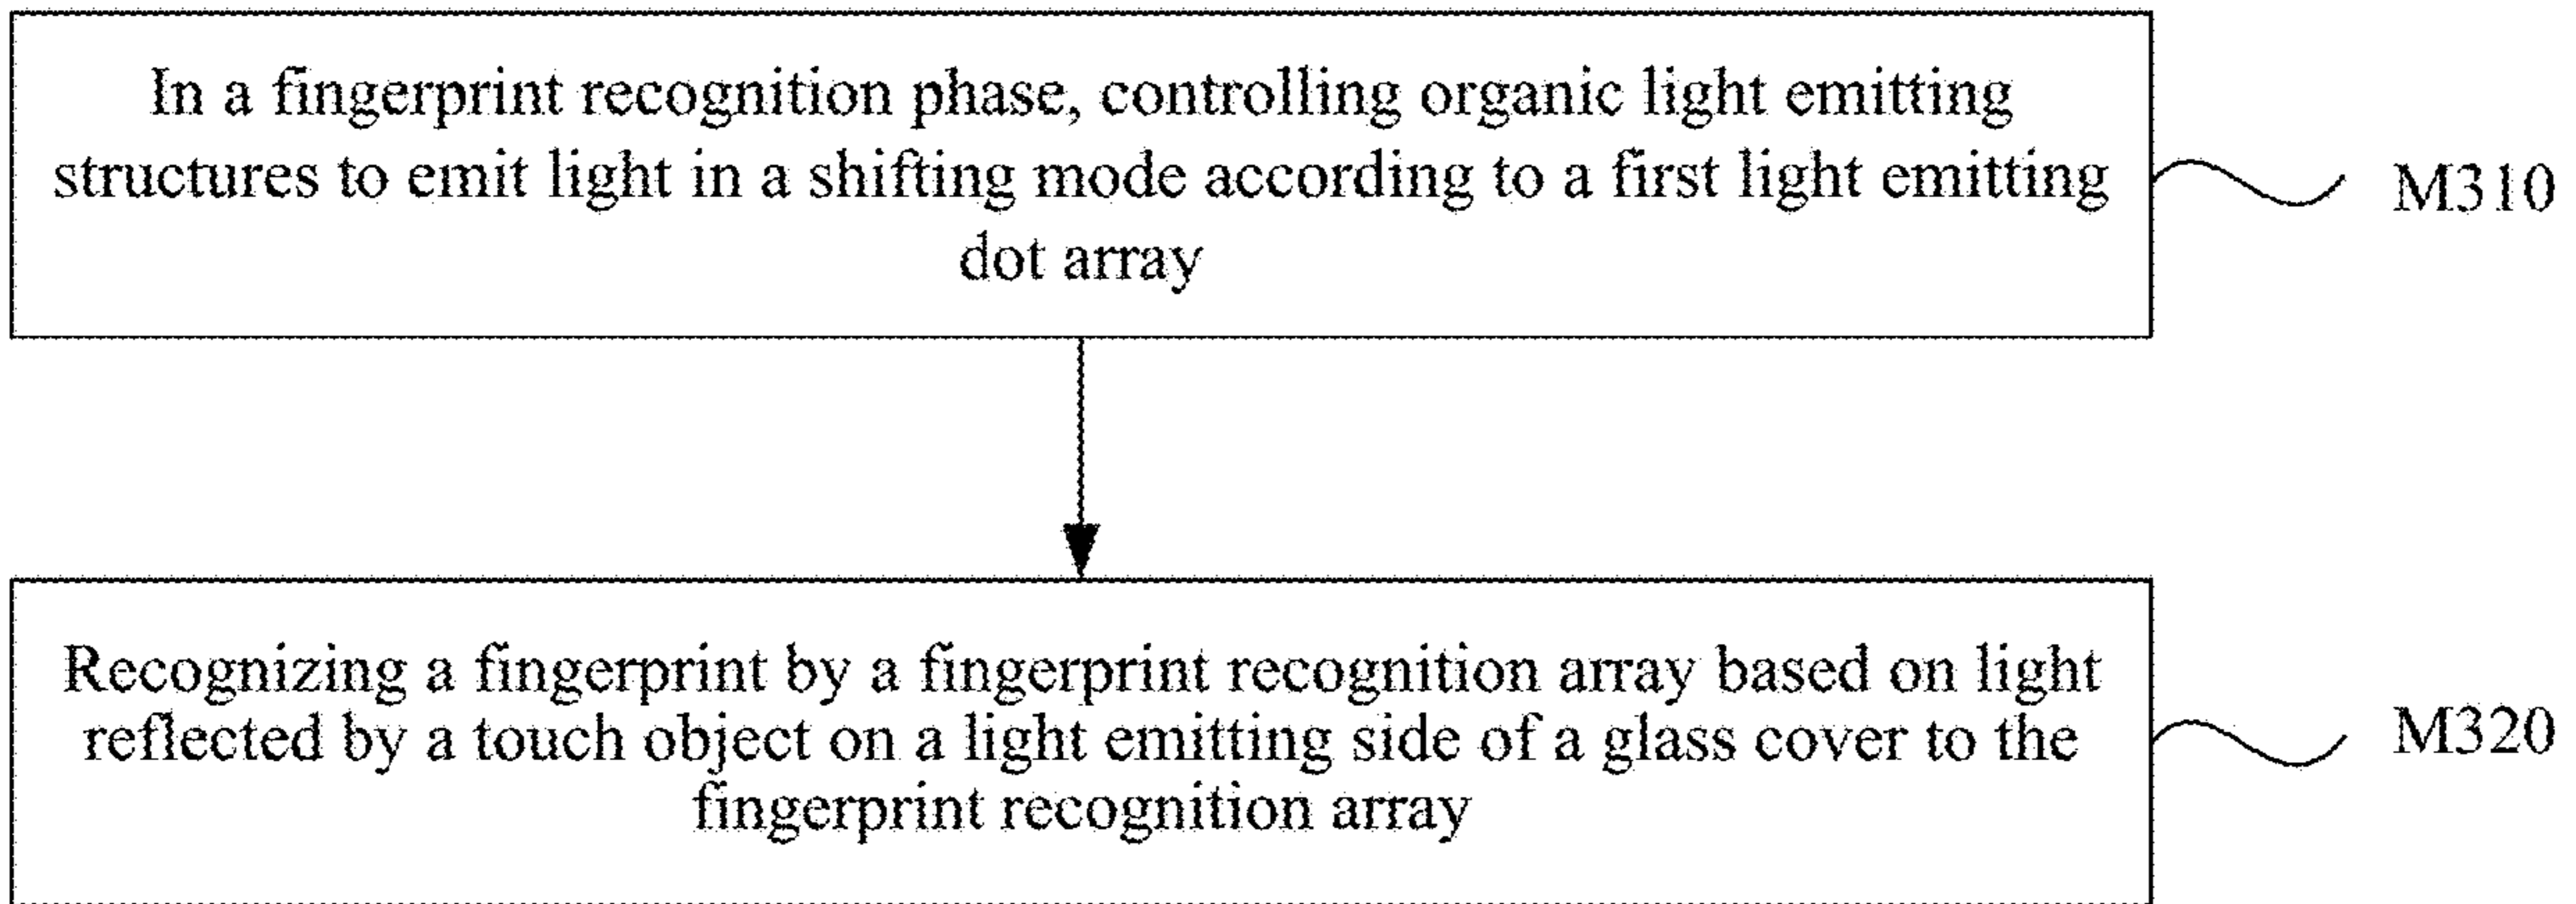 In a fingerprint recognition phase, controlling organic light emitting
structures to emit light in a shifting mode according to a first light emitting
dot array
M310
Recognizing a fingerprint by a fingerprint recognition array based on light
reflected by a touch object on a light emitting side of a glass cover to the
fingerprint recognition array
M320